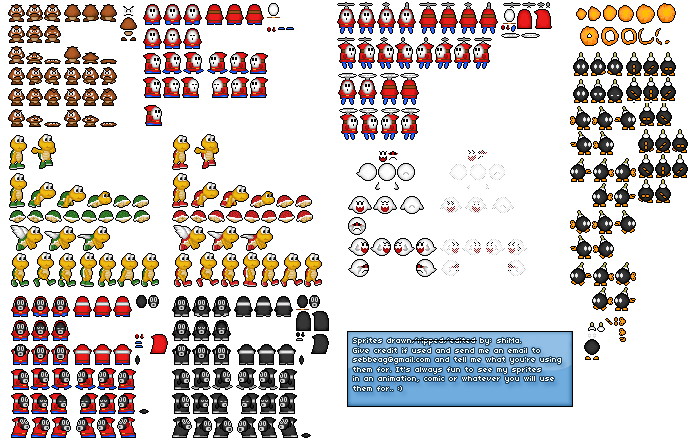 Sprites drawn/ripped/edited by: shiMa.
Give credit if used and send me an email to
sebbeag@gmail.com and tell me what you're using
them for. It's always fun to see my sprites
in an animation, comic or whatever you will use
them for. :)